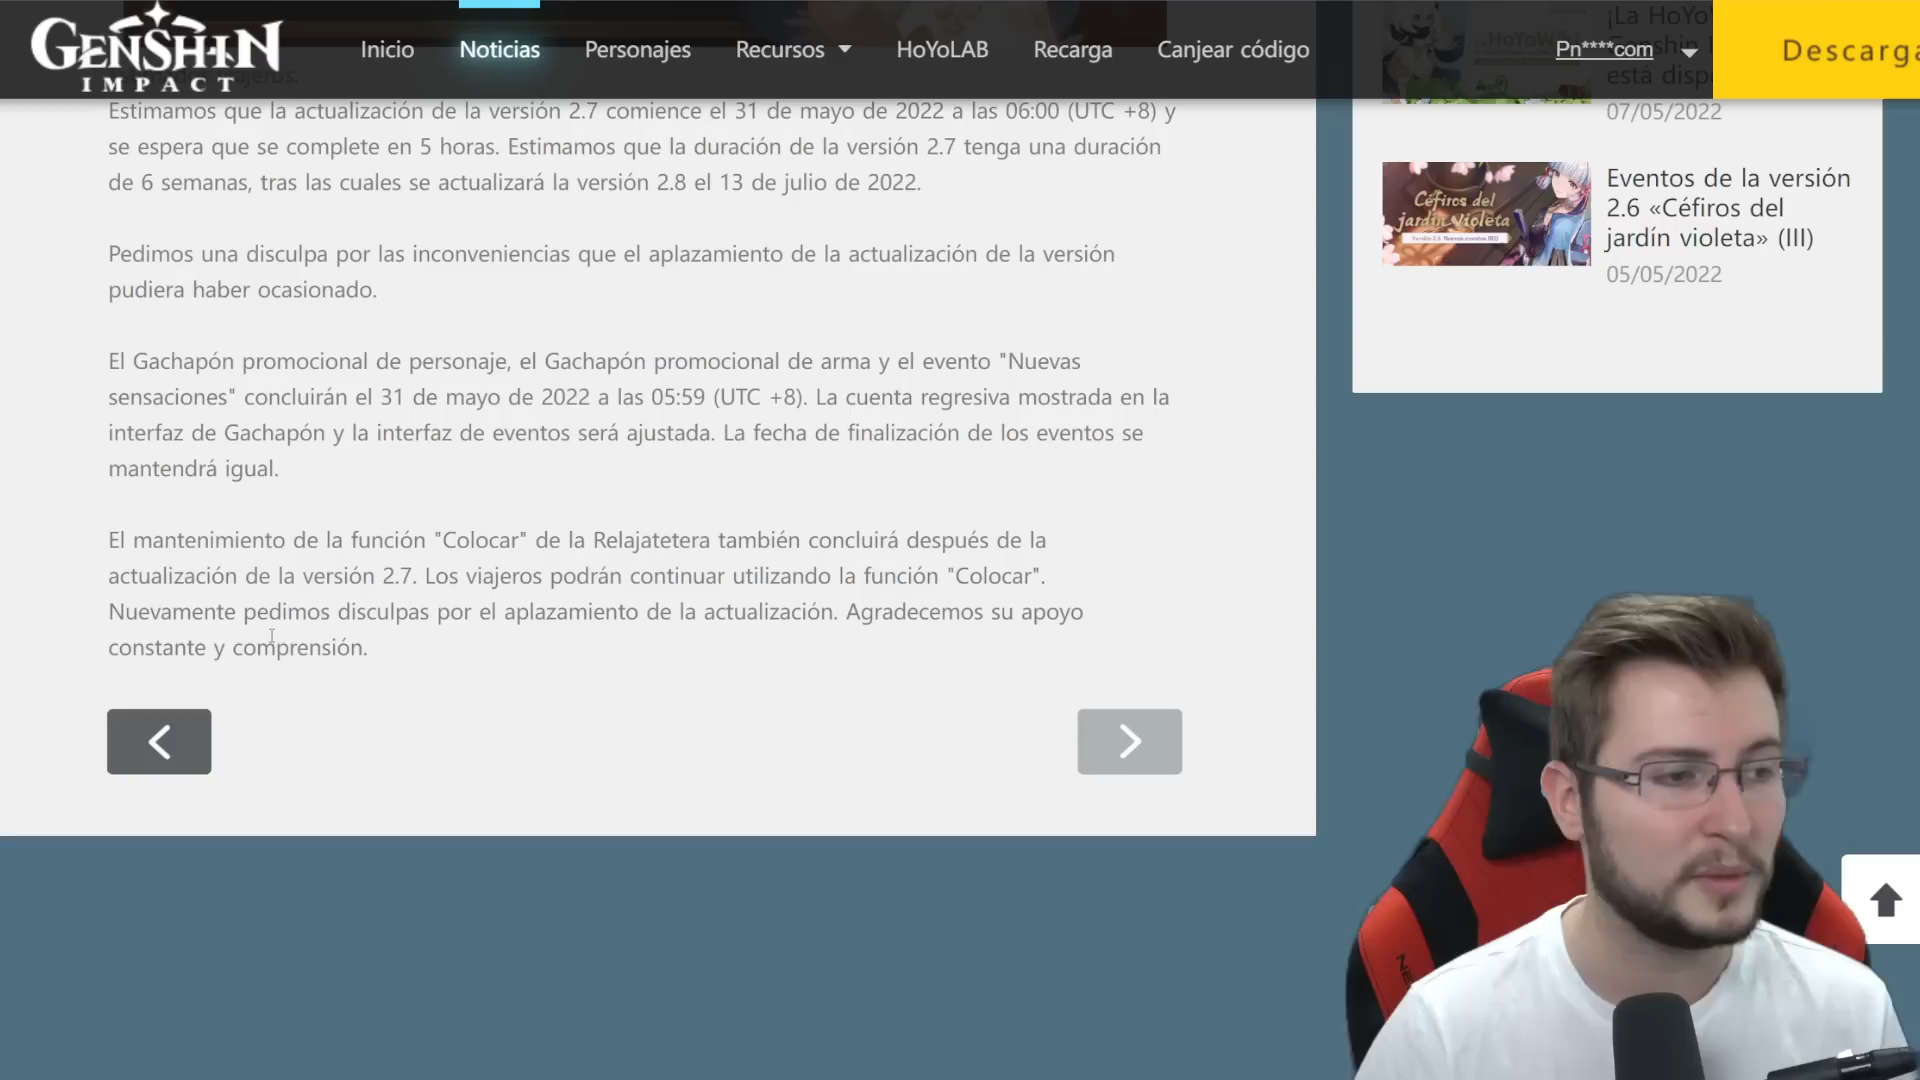 GENSHIN
IMPACT
Inicio
Noticias
Personajes
Recursos
HoYoLAB
Recarga
Canjear código
Pn****com
Descarga
Estimamos que la actualización de la versión 2.7 comience el 31 de mayo de 2022 a las 06:00 (UTC +8) y
se espera que se complete en 5 horas. Estimamos que la duración de la versión 2.7 tenga una duración
de 6 semanas, tras las cuales se actualizará la versión 2.8 el 13 de julio de 2022.
Pedimos una disculpa por las inconveniencias que el aplazamiento de la actualización de la versión
pudiera haber ocasionado.
El Gachapón promocional de personaje, el Gachapón promocional de arma y el evento "Nuevas
sensaciones" concluirán el 31 de mayo de 2022 a las 05:59 (UTC +8). La cuenta regresiva mostrada en la
interfaz de Gachapón y la interfaz de eventos será ajustada. La fecha de finalización de los eventos se
mantendrá igual.
El mantenimiento de la función "Colocar" de la Relajatetera también concluirá después de la
actualización de la versión 2.7. Los viajeros podrán continuar utilizando la función "Colocar".
Nuevamente pedimos disculpas por el aplazamiento de la actualización. Agradecemos su apoyo
constante y comprensión.
¡La HoYo
Genshin
está disp
07/05/2022
Céfiros del
jardín violeta
Eventos de la versión
2.6 «Céfiros del
jardín violeta» (III)
05/05/2022